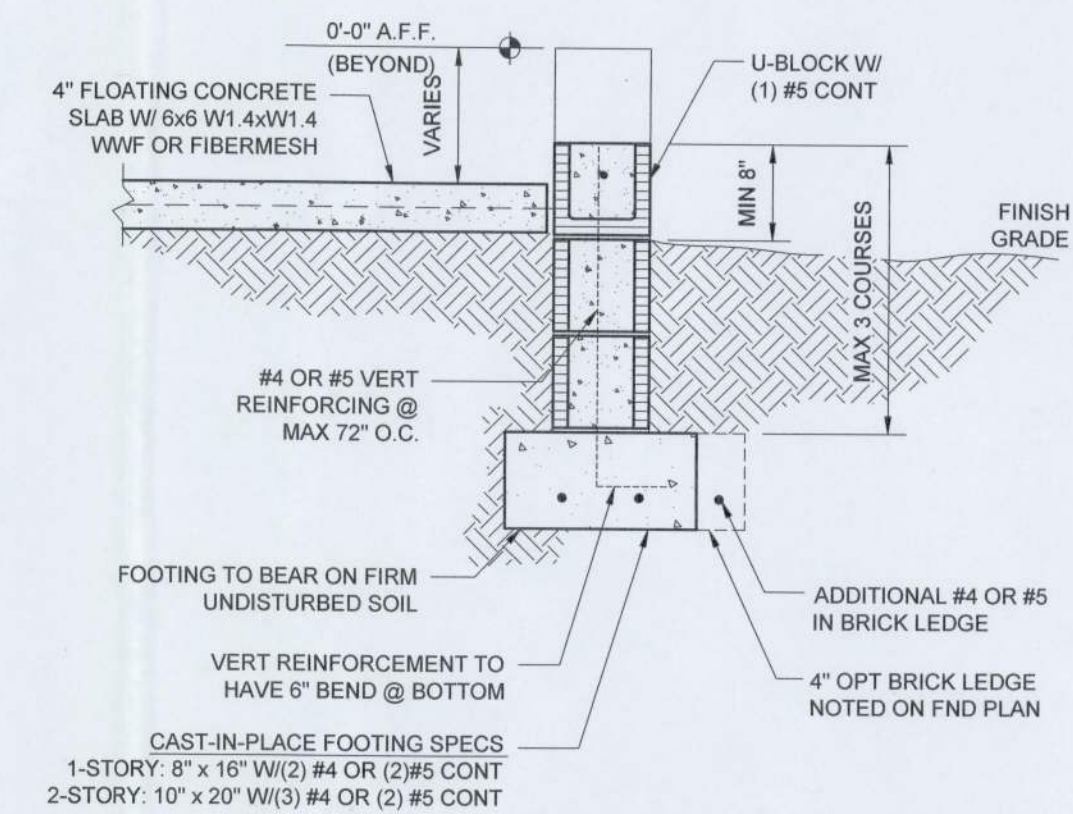 0'-0" A.F.F.
(BEYOND)
VARIES
4" FLOATING CONCRETE
SLAB W/ 6x6 W1.4xW1.4
WWF OR FIBERMESH
U-BLOCK W/
(1) #5 CONT
MIN 8"
MAX 3 COURSES
FINISH
GRADE
#4 OR #5 VERT
REINFORCING @
MAX 72" O.C.
FOOTING TO BEAR ON FIRM
UNDISTURBED SOIL
VERT REINFORCEMENT TO
HAVE 6" BEND @ BOTTOM
CAST-IN-PLACE FOOTING SPECS
1-STORY: 8" x 16" W/(2) #4 OR (2)#5 CONT
2-STORY: 10" x 20" W/(3) #4 OR (2) #5 CONT
ADDITIONAL #4 OR #5
IN BRICK LEDGE
4" OPT BRICK LEDGE
NOTED ON FND PLAN